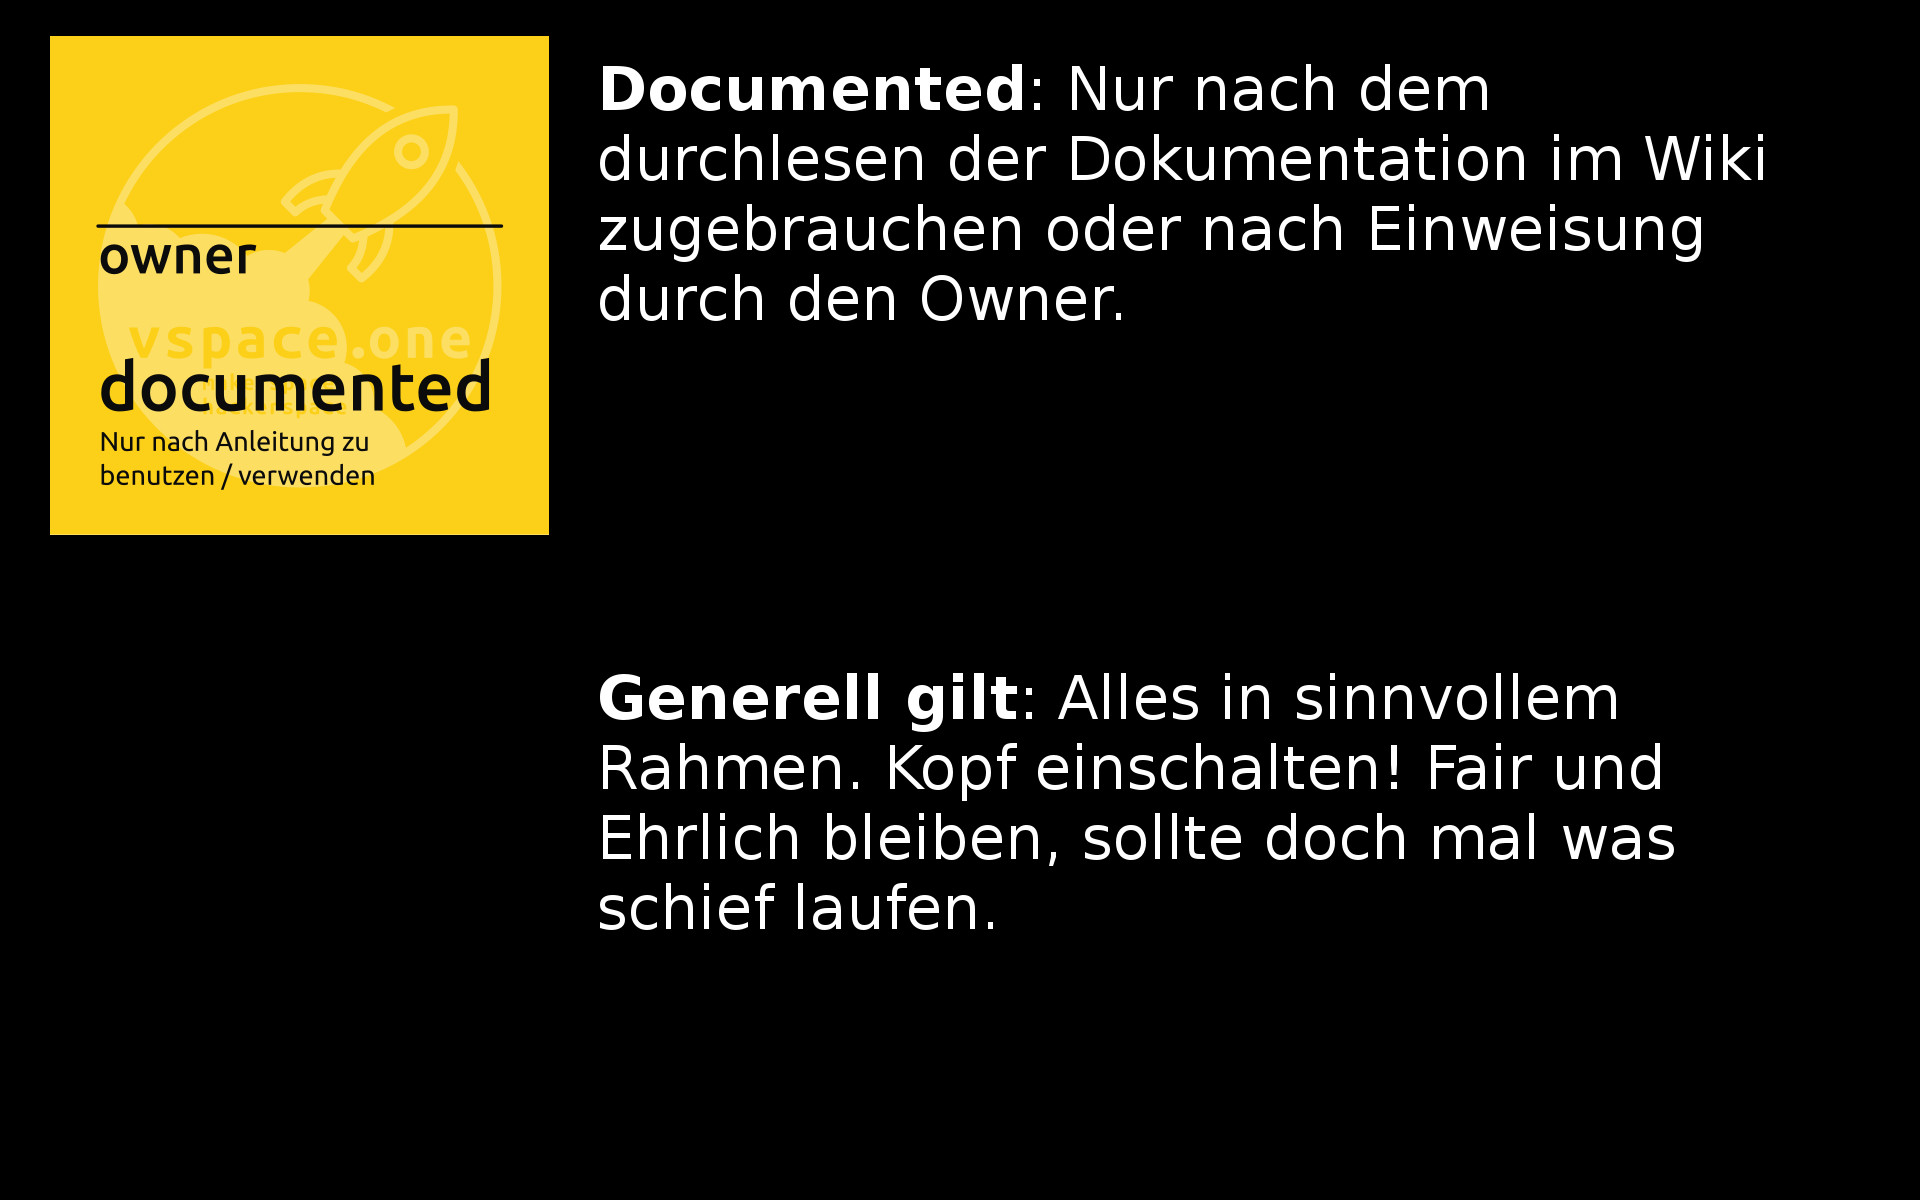 owner
vspace.one
documented
Nur nach Anleitung zu
benutzen / verwenden
Documented: Nur nach dem
durchlesen der Dokumentation im Wiki
zugebrauchen oder nach Einweisung
durch den Owner.
Generell gilt: Alles in sinnvollem
Rahmen. Kopf einschalten! Fair und
Ehrlich bleiben, sollte doch mal was
schief laufen.